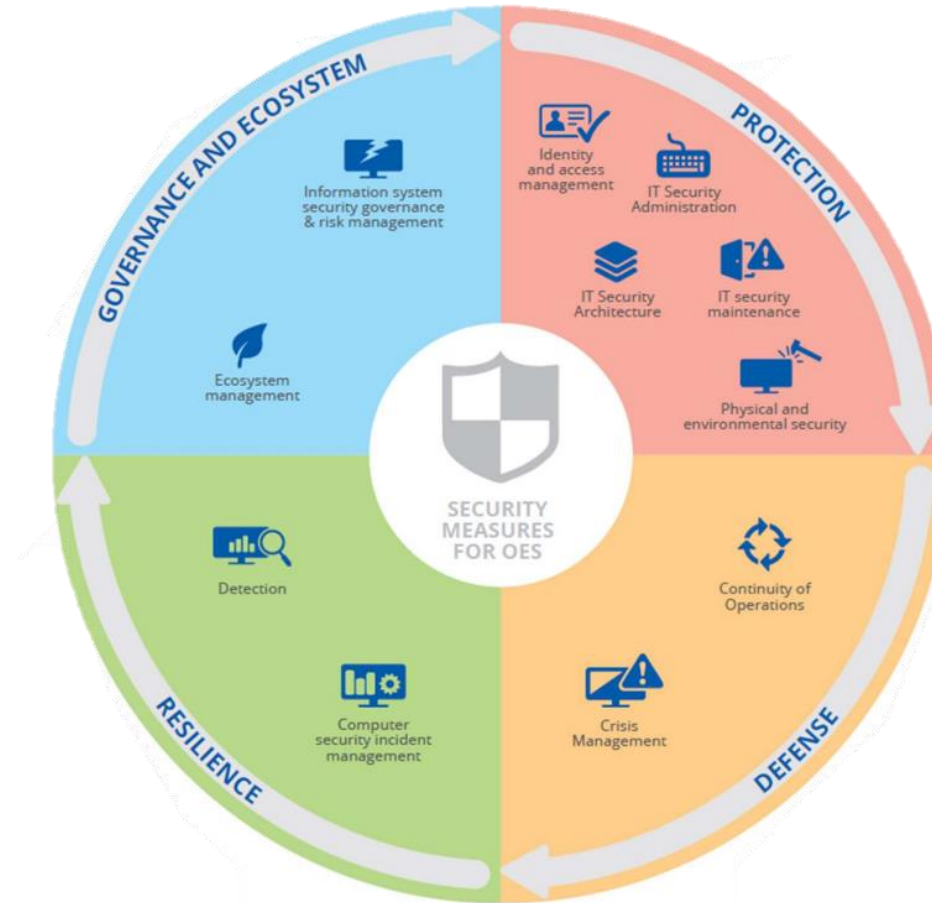 GOVERNANCE AND ECOSYSTEM
Information system
security governance
& risk management
Ecosystem
management
PROTECTION
Identity
and access
management
IT Security
Administration
IT Security
Architecture
IT security
maintenance
Physical and
environmental security
SECURITY
MEASURES
FOR OES
Detection
Computer
security incident
management
RESILIENCE
Continuity of
Operations
Crisis
Management
DEFENSE